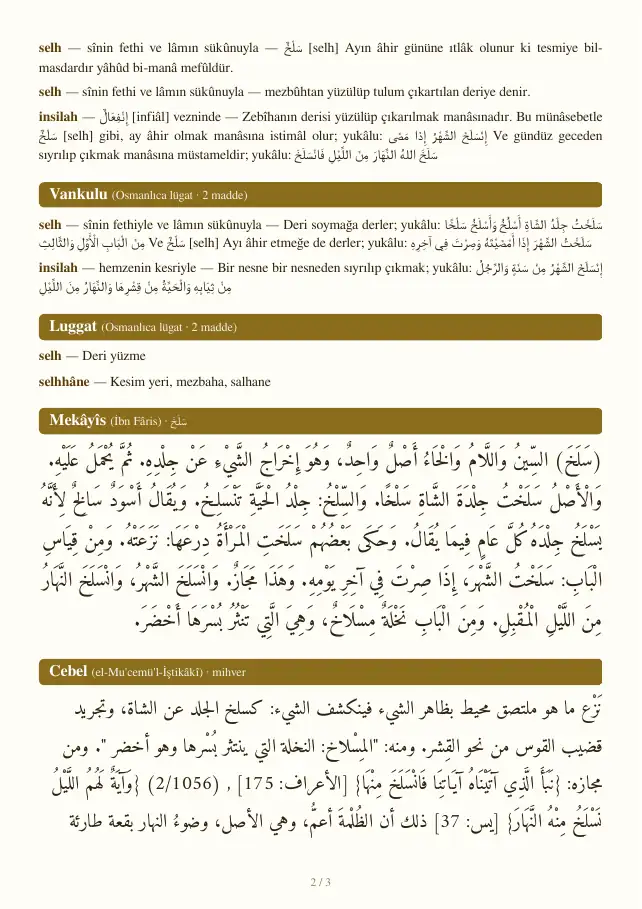 selh — sînin fethi ve lâmın sükûnuyla — سَلْخٌ [selh] Ayın âhir gününe ıtlâk olunur ki tesmiye bil-
masdardır yâhûd bi-manâ mefûldür.
selh — sînin fethi ve lâmın sükûnuyla — mezbûhtan yüzülüp tulum çıkartılan deriye denir.
insilah — إِنْفِعَالٌ [infiâl] vezninde — Zebîhanın derisi yüzülüp çıkarılmak manâsınadır. Bu münâsebetle
سَلْخٌ [selh] gibi, ay âhir olmak manâsına istimâl olur; yukâlu: إِنْسَلَخَ الشَّهْرُ إِذَا مَضَى Ve gündüz geceden
sıyrılıp çıkmak manâsına müstameldir; yukâlu: سَلَخَ اللهُ النَّهَارَ مِنَ اللَّيْلِ فَانْسَلَخَ
Vankulu (Osmanlıca lügat · 2 madde)
selh — sînin fethiyle ve lâmın sükûnuyla — Deri soymağa derler; yukâlu: سَلَخْتُ جِلْدَ الشَّاةِ أَسْلُخُ وَأَسْلَخُ سَلْخًا
مِنَ الْبَابِ الْأَوَّلِ وَالثَّالِثِ Ve سَلْخٌ [selh] Ayı âhir etmeğe de derler; yukâlu: سَلَخْتُ الشَّهْرَ إِذَا أَمْضَيْتَهُ وَصِرْتَ فِي آخِرِهِ
insilah — hemzenin kesriyle — Bir nesne bir nesneden sıyrılıp çıkmak; yukâlu: إِنْسَلَخَ الشَّهْرُ مِنْ سَنَةٍ وَالرَّجُلُ
مِنْ ثِيَابِهِ وَالْحَيَّةُ مِنْ قِشْرِهَا وَالنَّهَارُ مِنَ اللَّيْلِ
Luggat (Osmanlıca lügat · 2 madde)
selh — Deri yüzme
selhhâne — Kesim yeri, mezbaha, salhane
Mekâyîs (İbn Fâris) · سَلَخَ
(سَلَخَ) السِّينُ وَاللَّامُ وَالْخَاءُ أَصْلٌ وَاحِدٌ، وَهُوَ إِخْرَاجُ الشَّيْءِ عَنْ جِلْدِهِ. ثُمَّ يُحْمَلُ عَلَيْهِ.
وَالْأَصْلُ سَلَخْتُ جِلْدَةَ الشَّاةِ سَلْخًا. وَالسِّلْخُ: جِلْدُ الْحَيَّةِ تَنْسَلِخُ. وَيُقَالُ أَسْوَدُ سَالِخٌ لِأَنَّهُ
يَسْلَخُ جِلْدَهُ كُلَّ عَامٍ فِيمَا يُقَالُ. وَحَكَى بَعْضُهُمْ سَلَخَتِ الْمَرْأَةُ دِرْعَهَا: نَزَعَتْهُ. وَمِنْ قِيَاسِ
الْبَابِ: سَلَخْتُ الشَّهْرَ، إِذَا صِرْتَ فِي آخِرِ يَوْمِهِ. وَهَذَا مَجَازٌ. وَانْسَلَخَ الشَّهْرُ، وَانْسَلَخَ النَّهَارُ
مِنَ اللَّيْلِ الْمُقْبِلِ. وَمِنَ الْبَابِ نَخْلَةٌ مِسْلَاخٌ، وَهِيَ الَّتِي تَنْثُرُ بُسْرَهَا أَخْضَرَ.
Cebel (el-Mu'cemü'l-İştikâkî) · mihver
نَزْع ما هو ملتصق محيط بظاهر الشيء فينكشف الشيء: كسلخ الجلد عن الشاة، وتجريد
قضيب القوس من نحو القِشر. ومنه: "المِسْلاخ: النخلة التي ينتثر بُسْرها وهو أخضر ". ومن
مجازه: {نَبَأَ الَّذِي آتَيْنَاهُ آيَاتِنَا فَانْسَلَخَ مِنْهَا} [الأعراف: 175] , (2/1056) {وَآيَةٌ لَهُمُ اللَّيْلُ
نَسْلَخُ مِنْهُ النَّهَارَ} [يس: 37] ذلك أن الظُلْمةَ أعمُّ، وهي الأصل، وضوءُ النهار بقعة طارئة
2 / 3